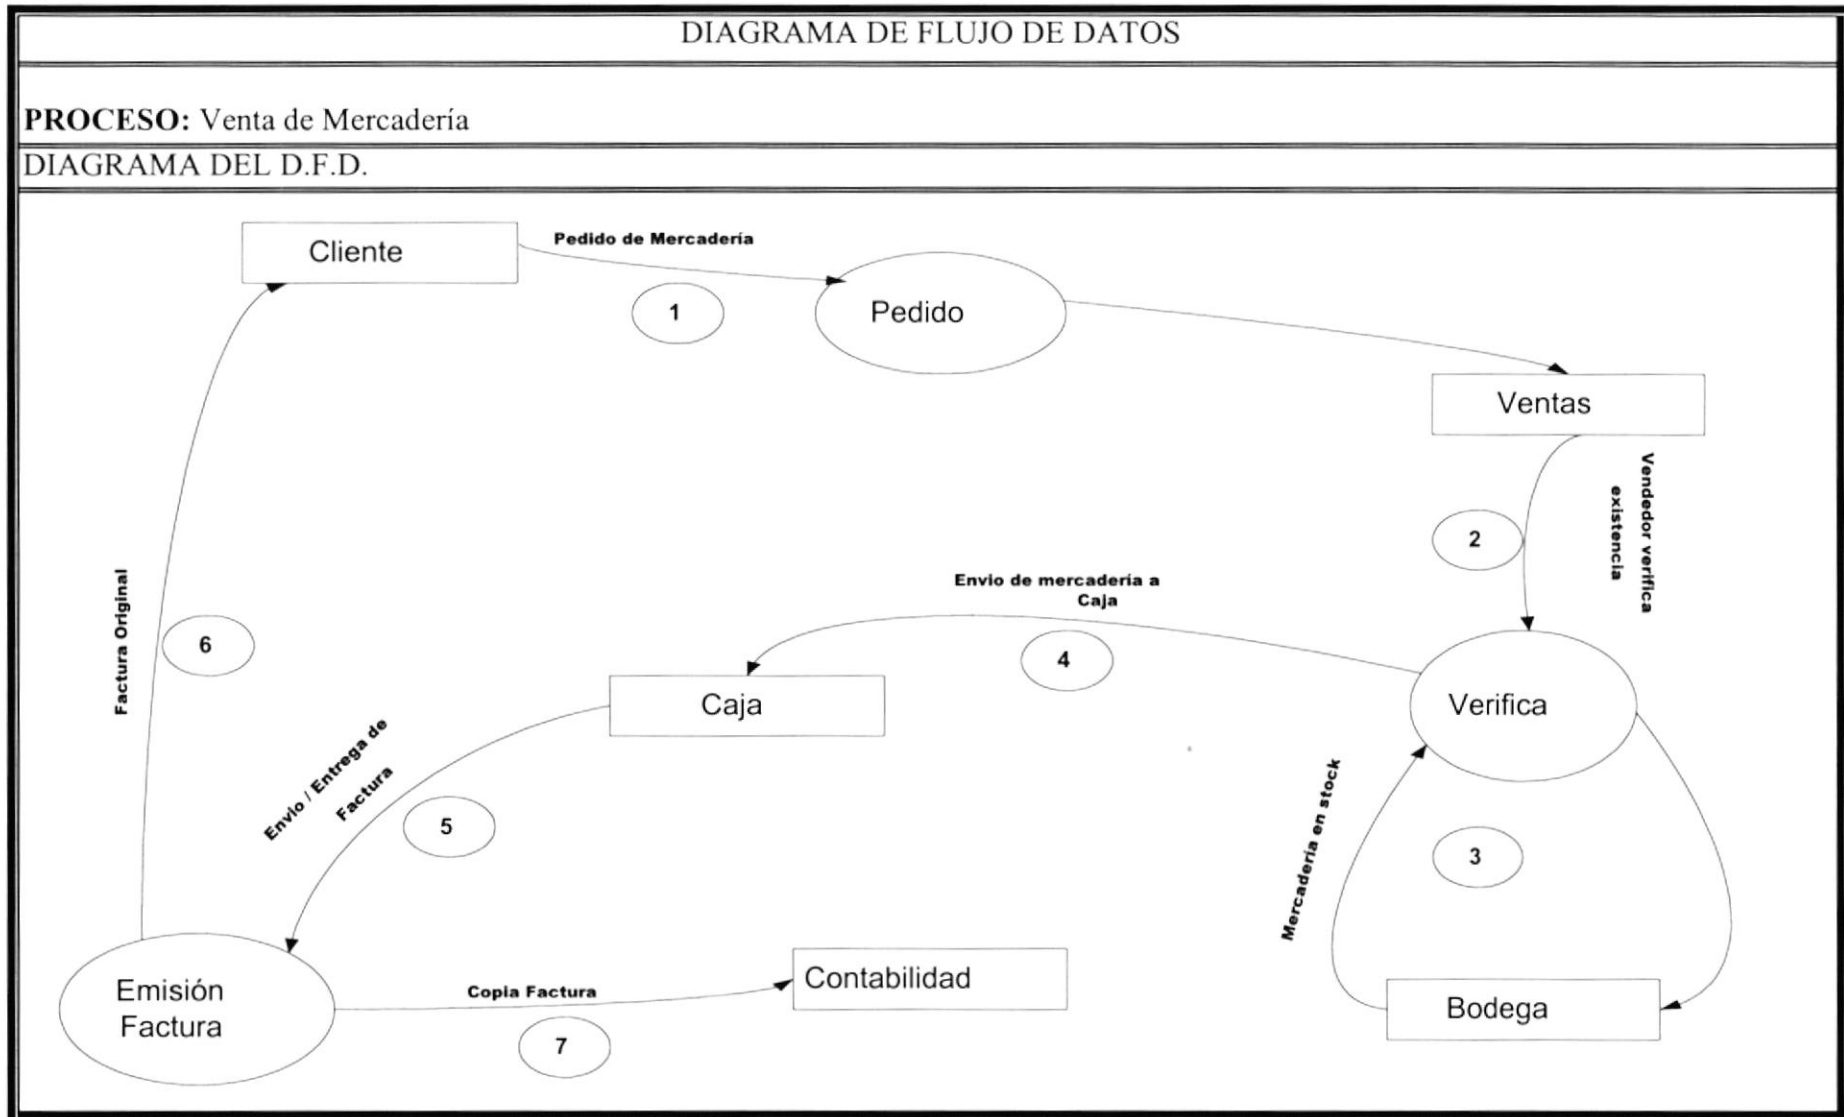 DIAGRAMA DE FLUJO DE DATOS
PROCESO: Venta de Mercadería
DIAGRAMA DEL D.F.D.
Cliente
Pedido de Mercadería
1
Pedido
Ventas
Vendedor verifica
existencia
2
Envio de mercadería a
Caja
4
Verifica
Caja
Factura Original
6
Envio / Entrega de
Factura
5
Mercadería en stock
3
Emisión
Factura
Copia Factura
7
Contabilidad
Bodega